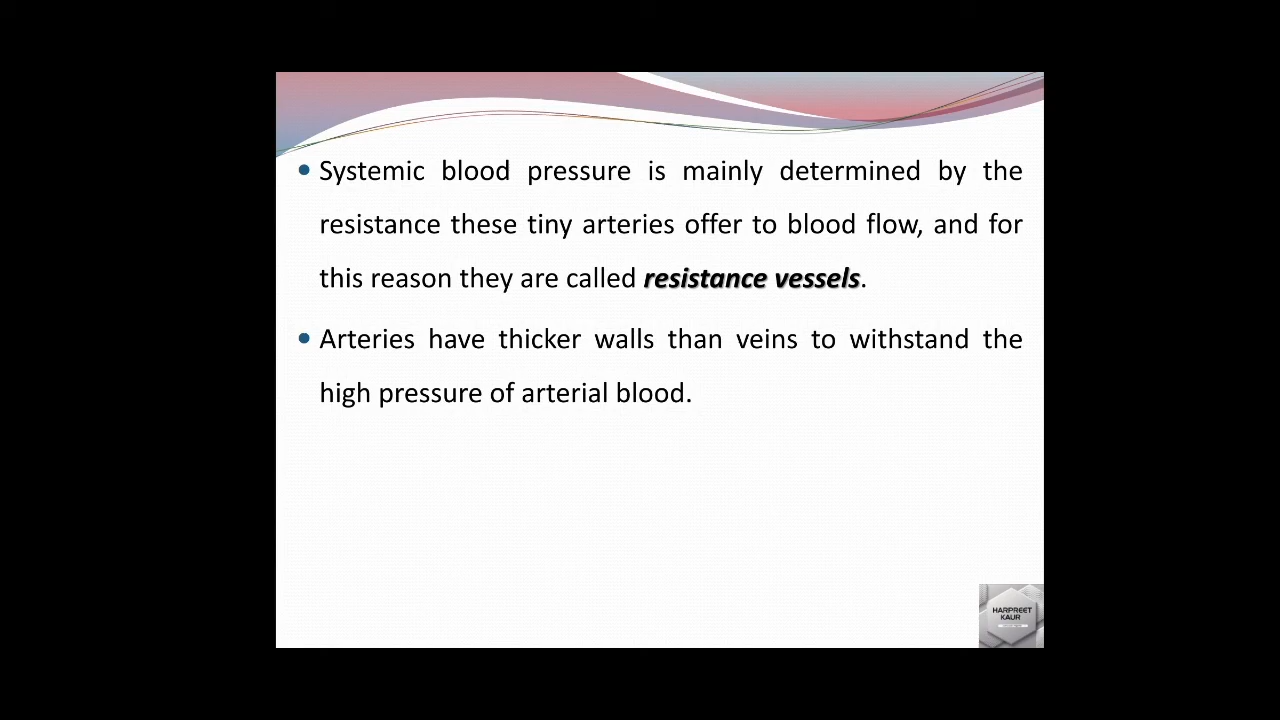 • Systemic blood pressure is mainly determined by the
resistance these tiny arteries offer to blood flow, and for
this reason they are called resistance vessels.
• Arteries have thicker walls than veins to withstand the
high pressure of arterial blood.
HARPREET
KAUR